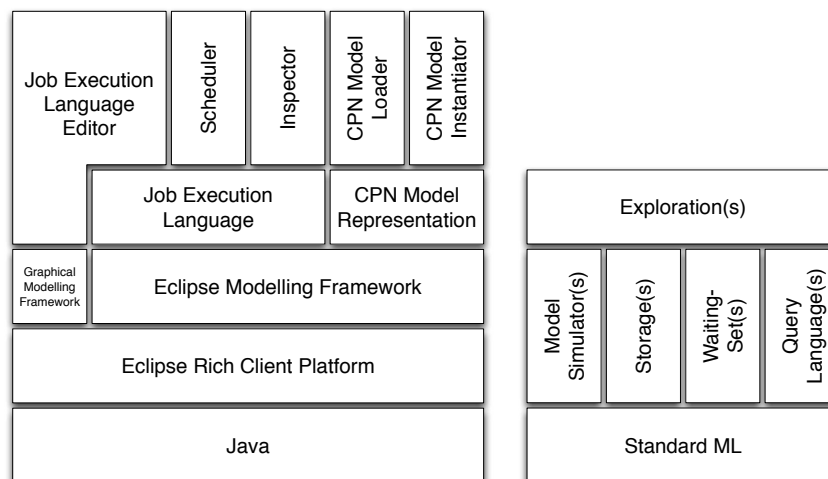 Job Execution
Language
Editor
Scheduler
Inspector
CPN Model
Loader
CPN Model
Instantiator
Job Execution
Language
CPN Model
Representation
Exploration(s)
Graphical
Modelling
Framework
Eclipse Modelling Framework
Model
Simulator(s)
Storage(s)
Waiting-
Set(s)
Query
Language(s)
Eclipse Rich Client Platform
Java
Standard ML